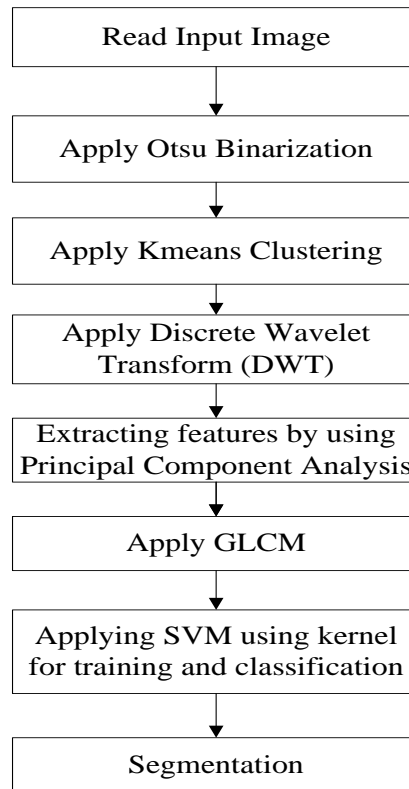 Read Input Image
Apply Otsu Binarization
Apply Kmeans Clustering
Apply Discrete Wavelet
Transform (DWT)
Extracting features by using
Principal Component Analysis
Apply GLCM
Applying SVM using kernel
for training and classification
Segmentation